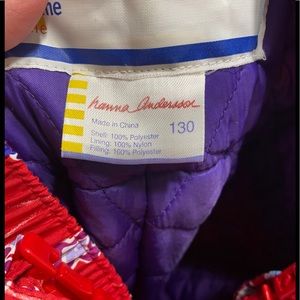 hanna Andersson
Made in China
130
Shell: 100% Polyester
Lining: 100% Nylon
Filling: 100% Polyester